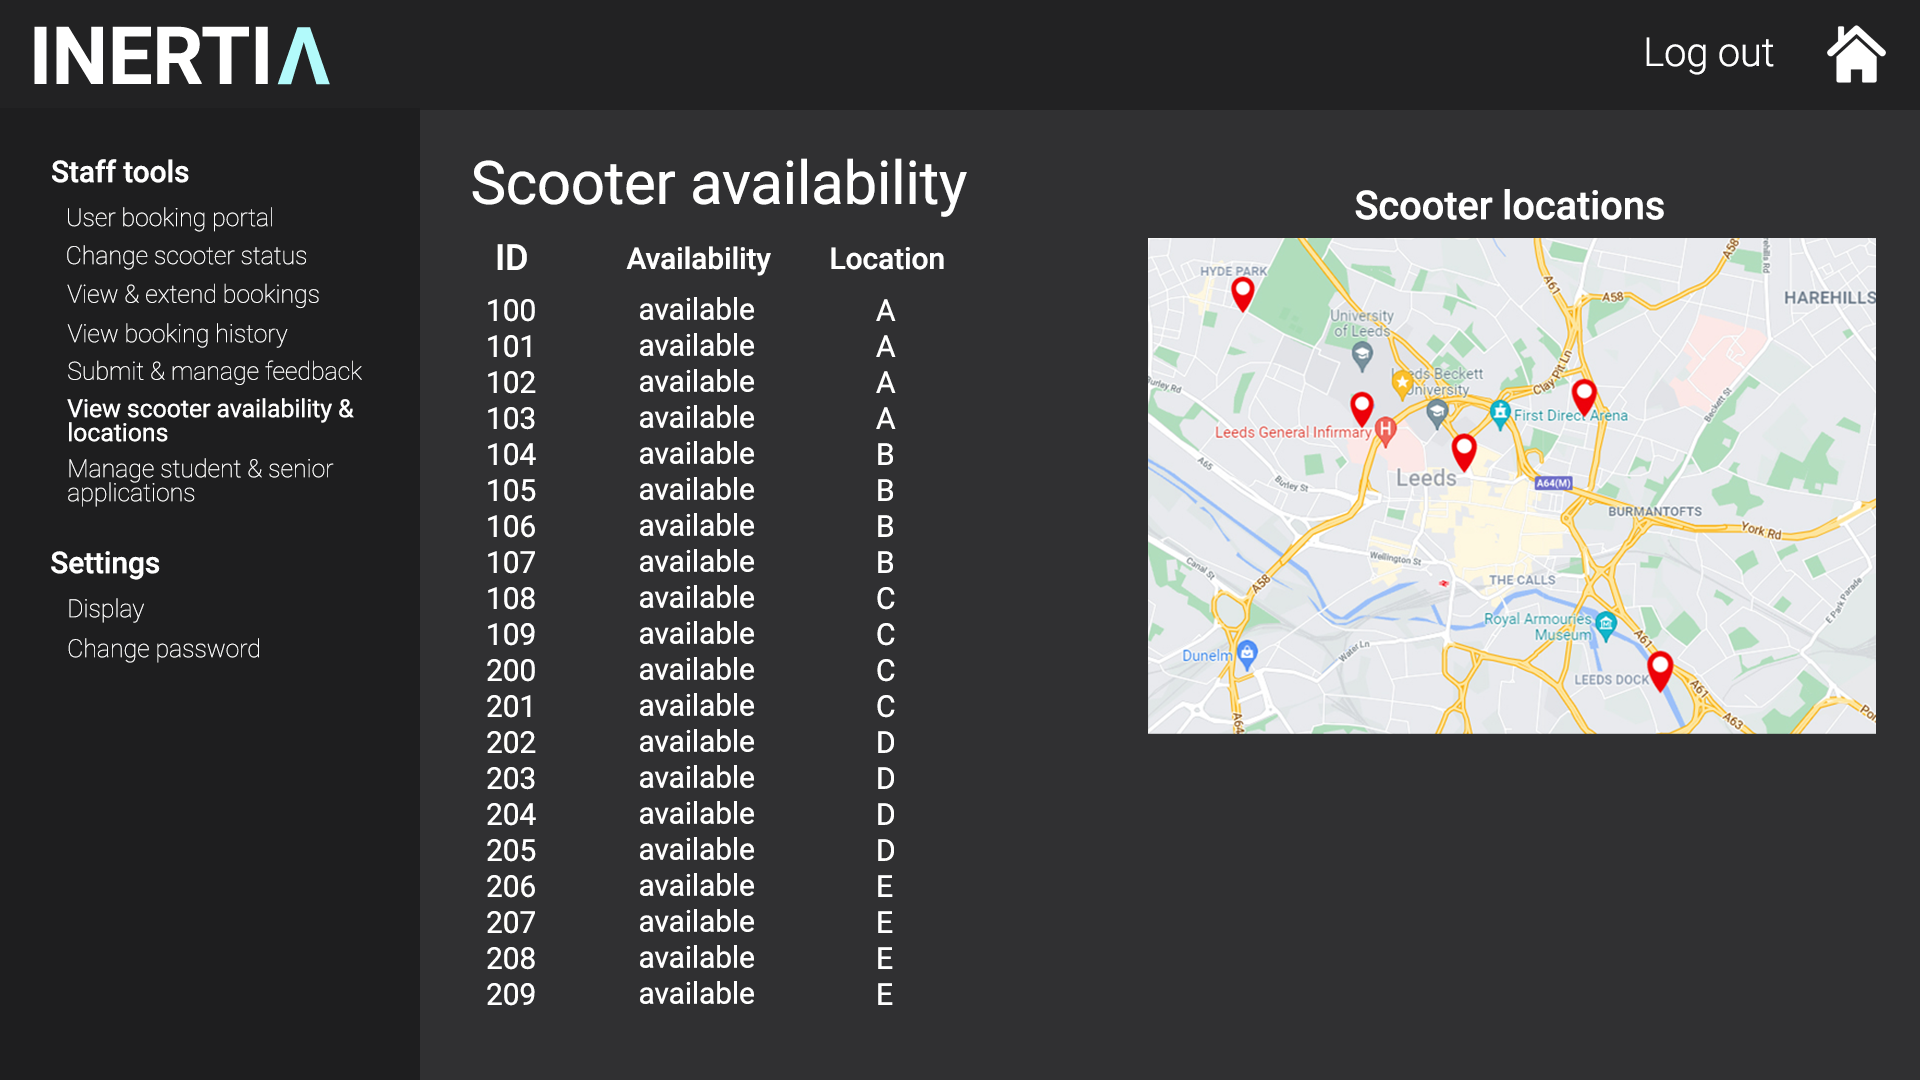 INERTIA
Log out
Staff tools
User booking portal
Change scooter status
View & extend bookings
View booking history
Submit & manage feedback
View scooter availability &
locations
Manage student & senior
applications
Settings
Display
Change password
Scooter availability
ID Availability Location
100 available A
101 available A
102 available A
103 available A
104 available B
105 available B
106 available B
107 available B
108 available C
109 available C
200 available C
201 available C
202 available D
203 available D
204 available D
205 available D
206 available E
207 available E
208 available E
209 available E
Scooter locations
HYDE PARK
A61
A58
A58
HAREHILLS
University
of Leeds
Clay Pit Ln
Beckett
University
First Direct Arena
Beckett St
Leeds General Infirmary
H
A65
Burley St
Leeds
A64(M)
BURMANTOFTS
York Rd
Wellington St
Canal St
A58
THE CALLS
E Park Parade
Royal Armouries
Museum
A61
Dunelm
Water Ln
LEEDS DOCK
A61
A63
A64